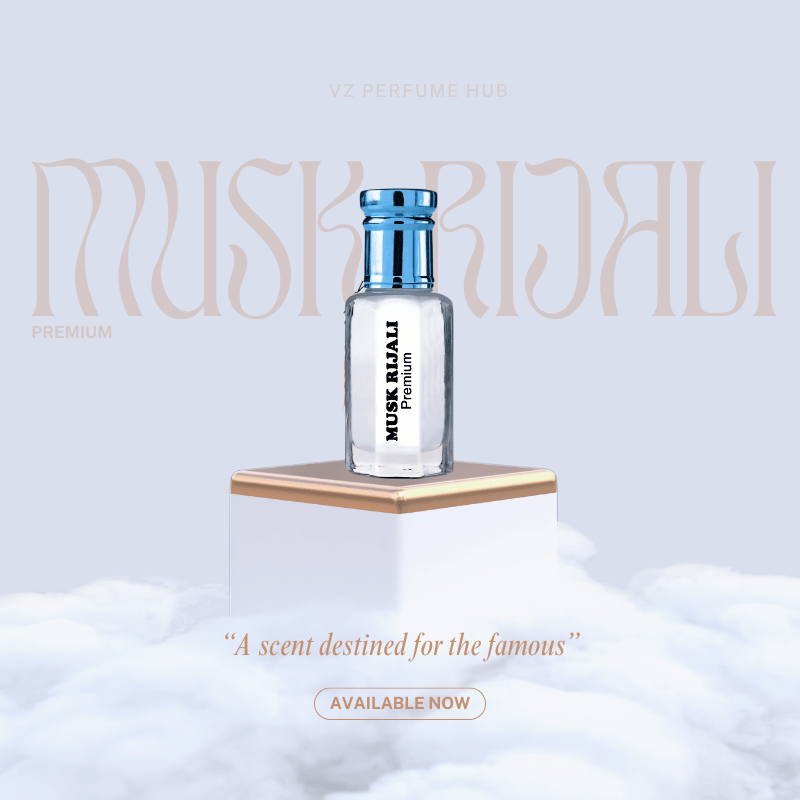 VZ PERFUME HUB
MUSK RIJALI
PREMIUM
MUSK RIJALI
Premium
“A scent destined for the famous”
AVAILABLE NOW